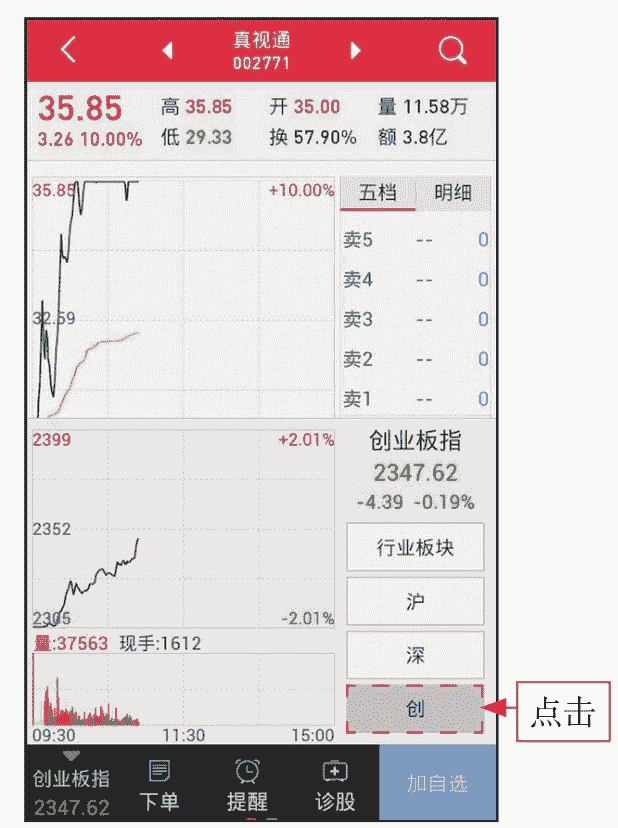 真视通
002771
35.85 高 35.85 开 35.00 量 11.58万
3.26 10.00% 低 29.33 换 57.90% 额 3.8亿
35.85 +10.00%
32.59
五档 明细
卖5 -- 0
卖4 -- 0
卖3 -- 0
卖2 -- 0
卖1 -- 0
2399 +2.01%
2352
2305 -2.01%
量:37563 现手:1612
09:30 11:30 15:00
创业板指
2347.62
-4.39 -0.19%
行业板块
沪
深
创
点击
创业板指
2347.62
下单
提醒
诊股
加自选